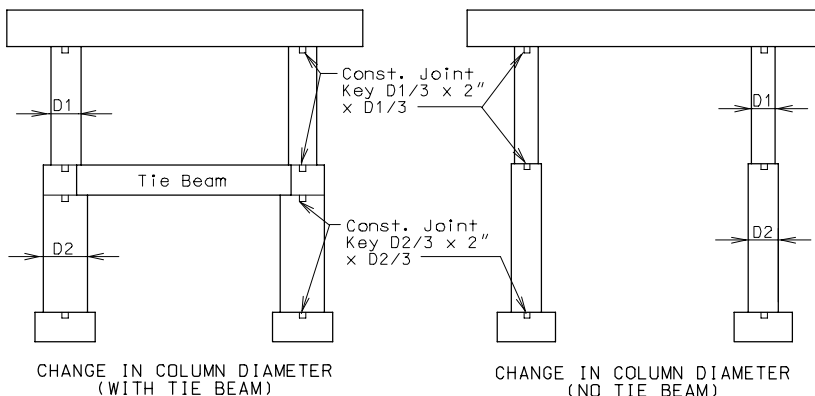 Const. Joint
Key D1/3 x 2"
x D1/3
D1
D1
Tie Beam
Const. Joint
Key D2/3 x 2"
x D2/3
D2
D2
CHANGE IN COLUMN DIAMETER
(WITH TIE BEAM)
CHANGE IN COLUMN DIAMETER
(NO TIE BEAM)